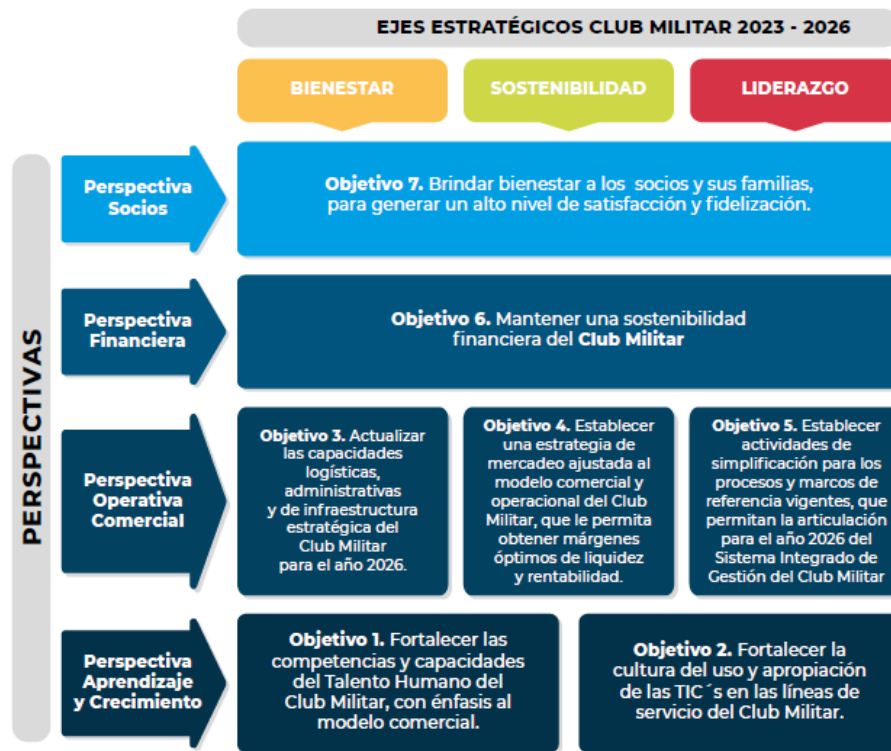 EJES ESTRATÉGICOS CLUB MILITAR 2023 - 2026
BIENESTAR
SOSTENIBILIDAD
LIDERAZGO
PERSPECTIVAS
Perspectiva
Socios
Objetivo 7. Brindar bienestar a los socios y sus familias,
para generar un alto nivel de satisfacción y fidelización.
Perspectiva
Financiera
Objetivo 6. Mantener una sostenibilidad
financiera del Club Militar
Perspectiva
Operativa
Comercial
Objetivo 3. Actualizar
las capacidades
logísticas,
administrativas
y de infraestructura
estratégica del
Club Militar
para el año 2026.
Objetivo 4. Establecer
una estrategia de
mercadeo ajustada al
modelo comercial y
operacional del Club
Militar, que le permita
obtener márgenes
óptimos de liquidez
y rentabilidad.
Objetivo 5. Establecer
actividades de
simplificación para los
procesos y marcos de
referencia vigentes, que
permitan la articulación
para el año 2026 del
Sistema Integrado de
Gestión del Club Militar
Perspectiva
Aprendizaje
y Crecimiento
Objetivo 1. Fortalecer las
competencias y capacidades
del Talento Humano del
Club Militar, con énfasis al
modelo comercial.
Objetivo 2. Fortalecer la
cultura del uso y apropiación
de las TIC´s en las líneas de
servicio del Club Militar.